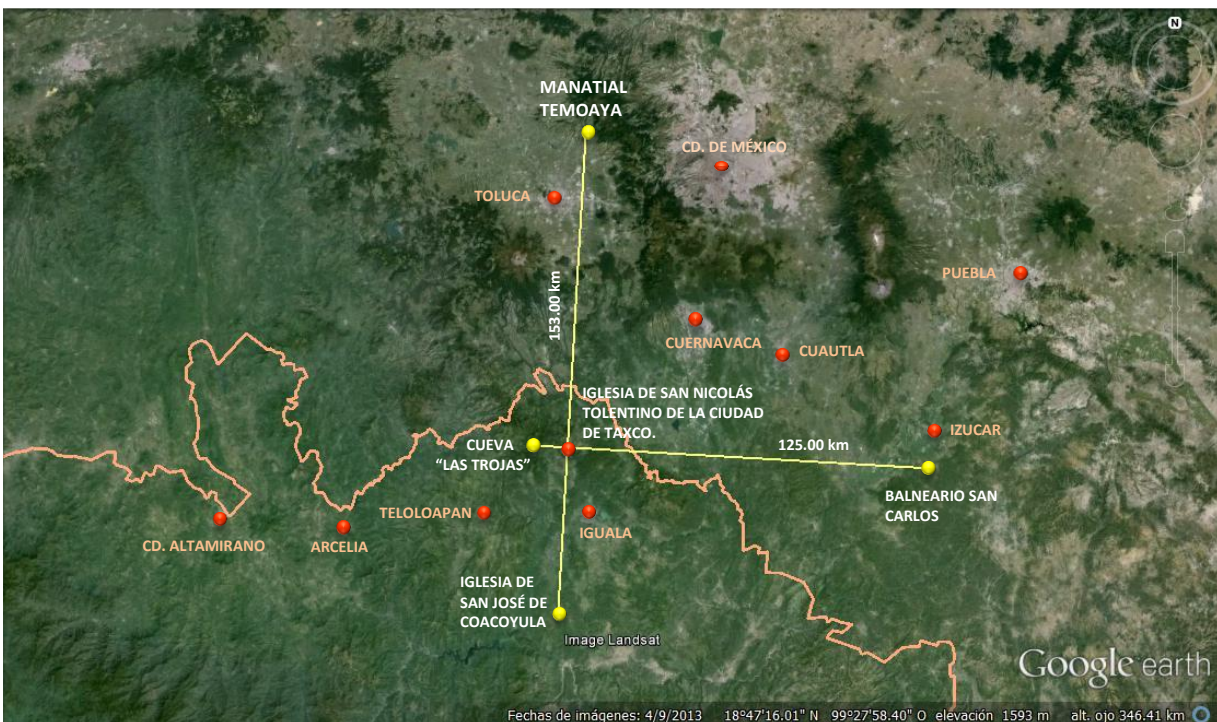 N
MANATIAL
TEMOAYA
CD. DE MÉXICO
TOLUCA
PUEBLA
153.00 km
CUERNAVACA
CUAUTLA
IGLESIA DE SAN NICOLÁS
TOLENTINO DE LA CIUDAD
DE TAXCO.
CUEVA
“LAS TROJAS”
125.00 km
IZUCAR
BALNEARIO SAN
CARLOS
TELOLOAPAN
IGUALA
CD. ALTAMIRANO
ARCELIA
IGLESIA DE
SAN JOSÉ DE
COACOYULA
Image Landsat
Google earth
Fechas de imágenes: 4/9/2013 18°47'16.01" N 99°27'58.40" O elevación 1593 m alt. ojo 346.41 km